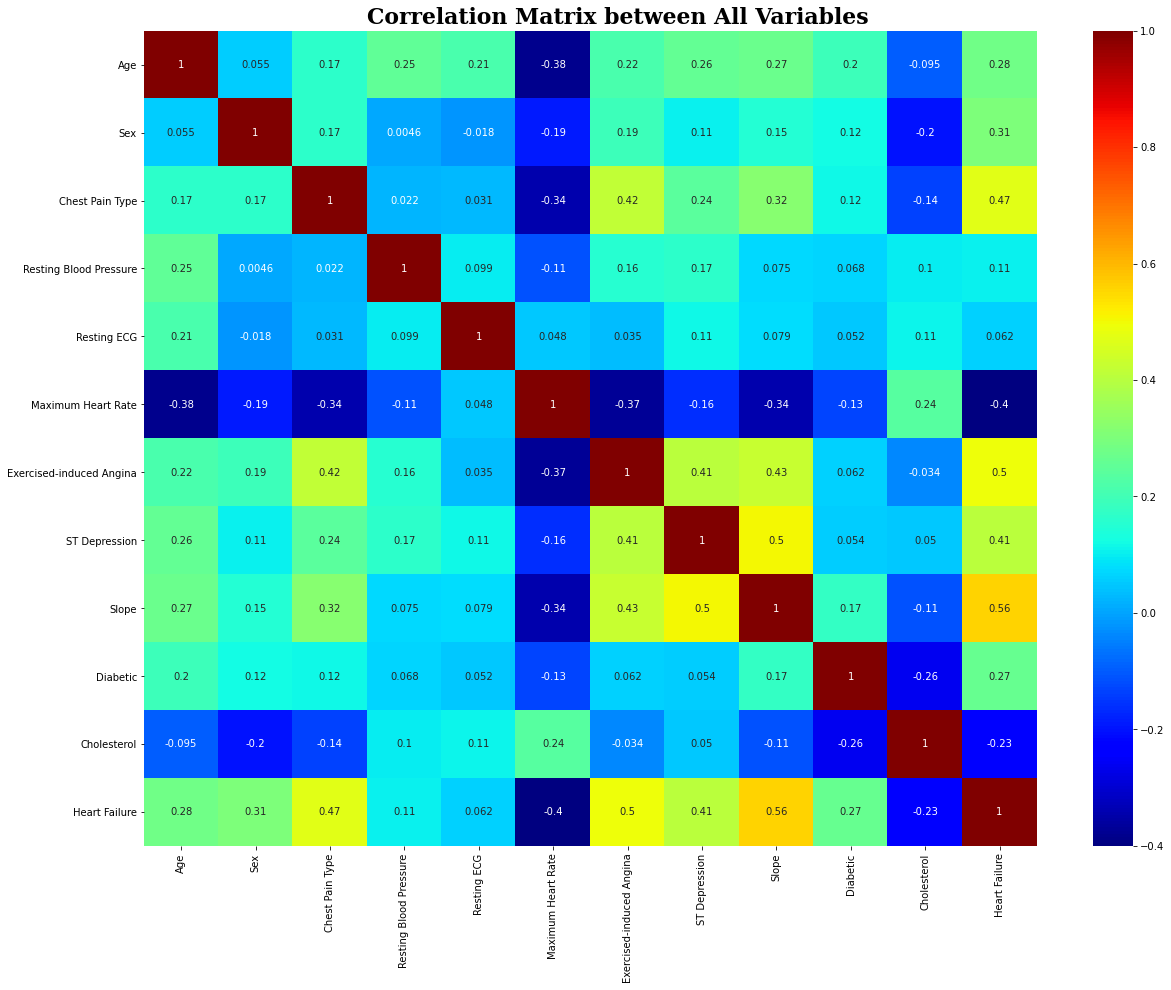 Correlation Matrix between All Variables
Age 1 0.055 0.17 0.25 0.21 -0.38 0.22 0.26 0.27 0.2 -0.095 0.28
Sex 0.055 1 0.17 0.0046 -0.018 -0.19 0.19 0.11 0.15 0.12 -0.2 0.31
Chest Pain Type 0.17 0.17 1 0.022 0.031 -0.34 0.42 0.24 0.32 0.12 -0.14 0.47
Resting Blood Pressure 0.25 0.0046 0.022 1 0.099 -0.11 0.16 0.17 0.075 0.068 0.1 0.11
Resting ECG 0.21 -0.018 0.031 0.099 1 0.048 0.035 0.11 0.079 0.052 0.11 0.062
Maximum Heart Rate -0.38 -0.19 -0.34 -0.11 0.048 1 -0.37 -0.16 -0.34 -0.13 0.24 -0.4
Exercised-induced Angina 0.22 0.19 0.42 0.16 0.035 -0.37 1 0.41 0.43 0.062 -0.034 0.5
ST Depression 0.26 0.11 0.24 0.17 0.11 -0.16 0.41 1 0.5 0.054 0.05 0.41
Slope 0.27 0.15 0.32 0.075 0.079 -0.34 0.43 0.5 1 0.17 -0.11 0.56
Diabetic 0.2 0.12 0.12 0.068 0.052 -0.13 0.062 0.054 0.17 1 -0.26 0.27
Cholesterol -0.095 -0.2 -0.14 0.1 0.11 0.24 -0.034 0.05 -0.11 -0.26 1 -0.23
Heart Failure 0.28 0.31 0.47 0.11 0.062 -0.4 0.5 0.41 0.56 0.27 -0.23 1
Age
Sex
Chest Pain Type
Resting Blood Pressure
Resting ECG
Maximum Heart Rate
Exercised-induced Angina
ST Depression
Slope
Diabetic
Cholesterol
Heart Failure
1.0
0.8
0.6
0.4
0.2
0.0
−0.2
−0.4